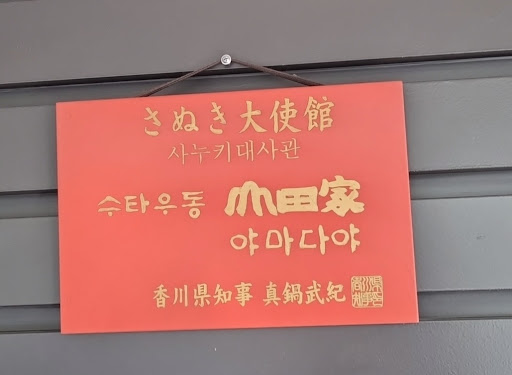 さぬき大使館
사누키대사관
수타우동 山田家
야마다야
香川県知事 真鍋武紀